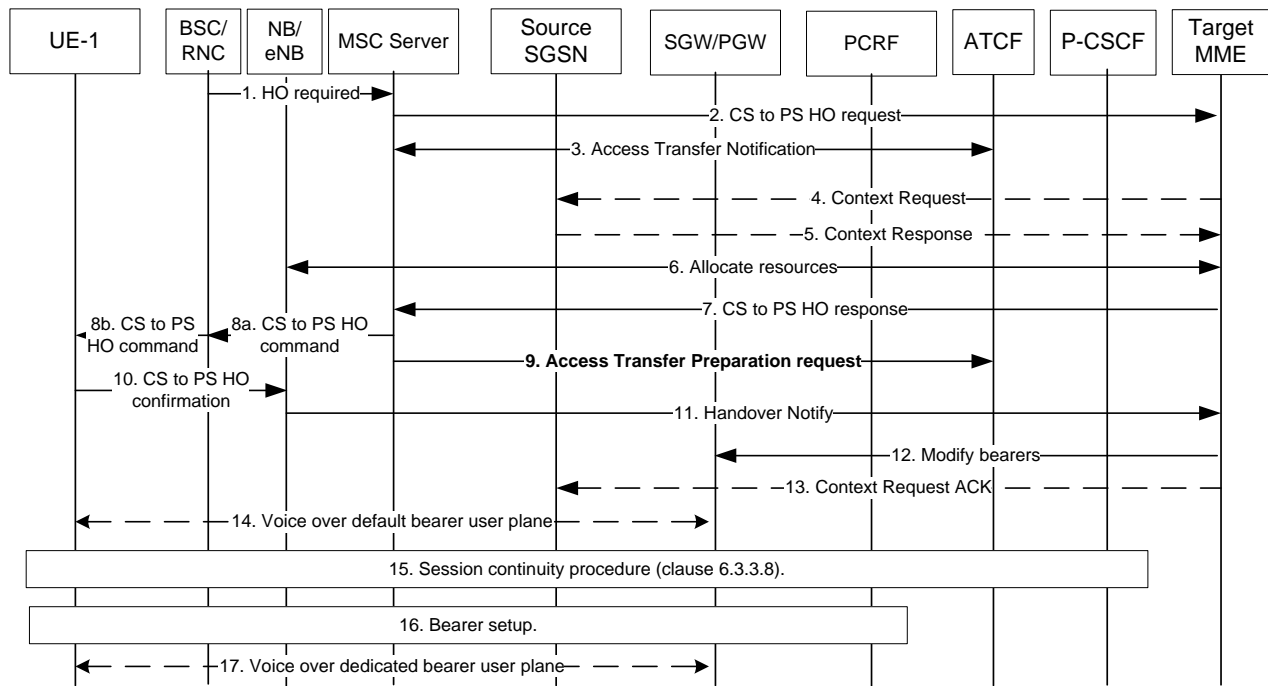 UE-1
BSC/
RNC
NB/
eNB
MSC Server
Source
SGSN
SGW/PGW
PCRF
ATCF
P-CSCF
Target
MME
1. HO required
2. CS to PS HO request
3. Access Transfer Notification
4. Context Request
5. Context Response
6. Allocate resources
7. CS to PS HO response
8b. CS to PS
HO command
8a. CS to PS HO
command
9. Access Transfer Preparation request
10. CS to PS HO
confirmation
11. Handover Notify
12. Modify bearers
13. Context Request ACK
14. Voice over default bearer user plane
15. Session continuity procedure (clause 6.3.3.8).
16. Bearer setup.
17. Voice over dedicated bearer user plane